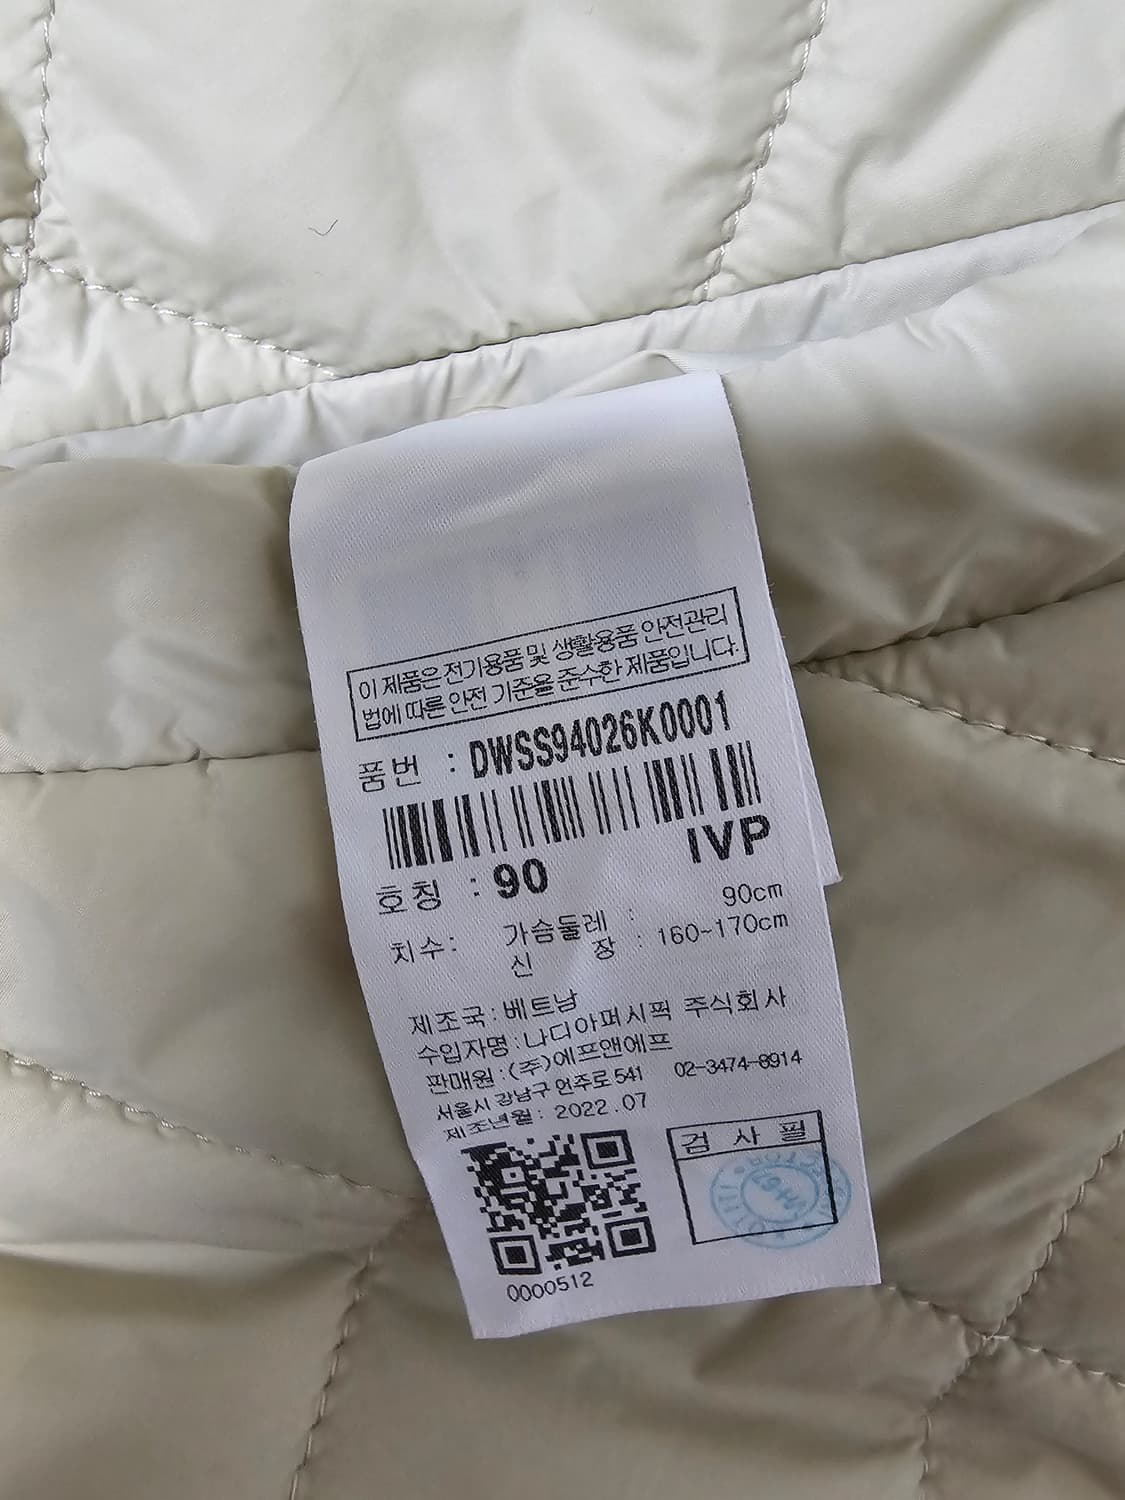 이 제품은 전기용품 및 생활용품 안전관리
법에 따른 안전 기준을 준수한 제품입니다.
품번 : DWSS94026K0001
IVP
호칭 : 90
치수: 가슴둘레 : 90cm
신 장 : 160~170cm
제조국:베트남
수입자명:나디아퍼시픽 주식회사
판매원:(주)에프앤에프
서울시 강남구 언주로 541 02-3474-8914
제조년월: 2022.07
검 사 필
0000512